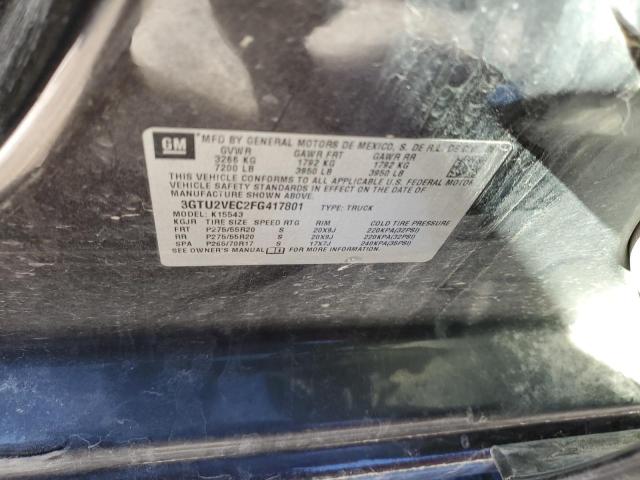 GM
MFD BY GENERAL MOTORS DE MEXICO, S. DE R.L. DE C.V.
GVWR GAWR FRT GAWR RR
3266 KG 1792 KG 1792 KG
7200 LB 3950 LB 3950 LB
THIS VEHICLE CONFORMS TO ALL APPLICABLE U.S. FEDERAL MOTOR
VEHICLE SAFETY STANDARDS IN EFFECT ON THE DATE OF
MANUFACTURE SHOWN ABOVE.
3GTU2VEC2FG417801 TYPE: TRUCK
MODEL: K15543
KGJR TIRE SIZE SPEED RTG RIM
FRT P275/55R20 S 20X9J 220KPA(32PSI)
RR P275/55R20 S 20X9J 220KPA(32PSI)
SPA P265/70R17 S 17X7J 240KPA(35PSI)
SEE OWNER'S MANUAL FOR MORE INFORMATION.